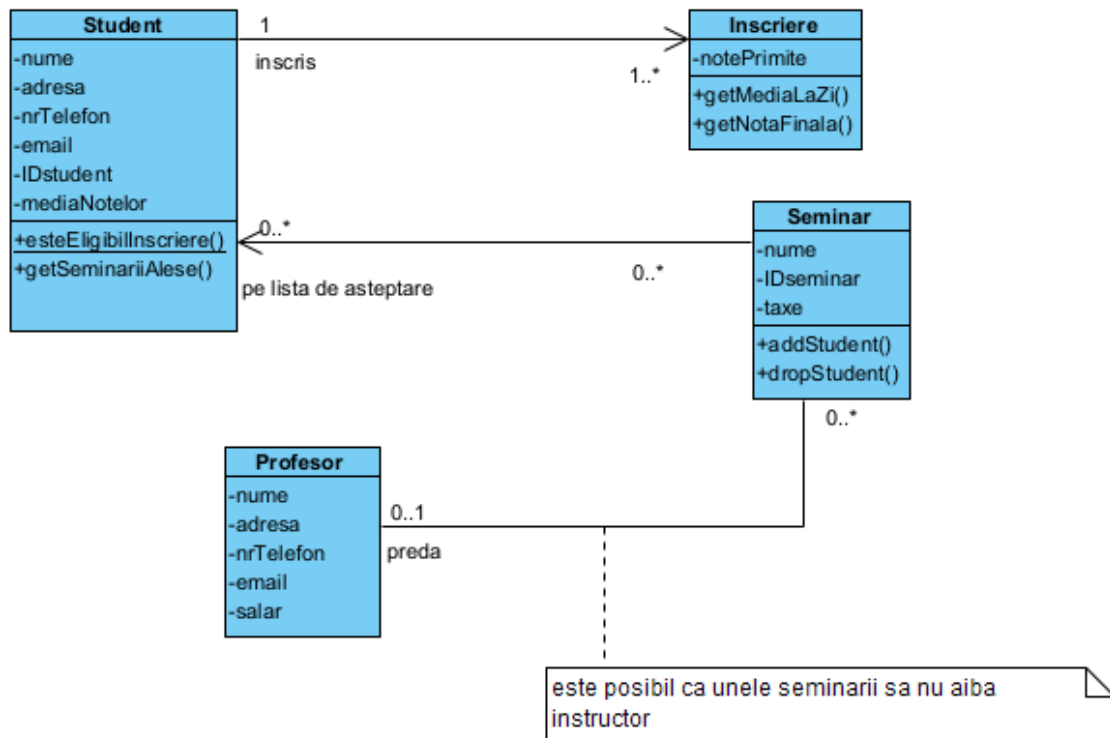 Student
-nume
-adresa
-nrTelefon
-email
-IDstudent
-mediaNotelor
+esteEligibilInscriere()
+getSeminariiAlese()
1
inscris
1..*
Inscriere
-notePrimite
+getMediaLaZi()
+getNotaFinala()
0..*
pe lista de asteptare
0..*
Seminar
-nume
-IDseminar
-taxe
+addStudent()
+dropStudent()
0..*
Profesor
-nume
-adresa
-nrTelefon
-email
-salar
0..1
preda
este posibil ca unele seminarii sa nu aiba
instructor